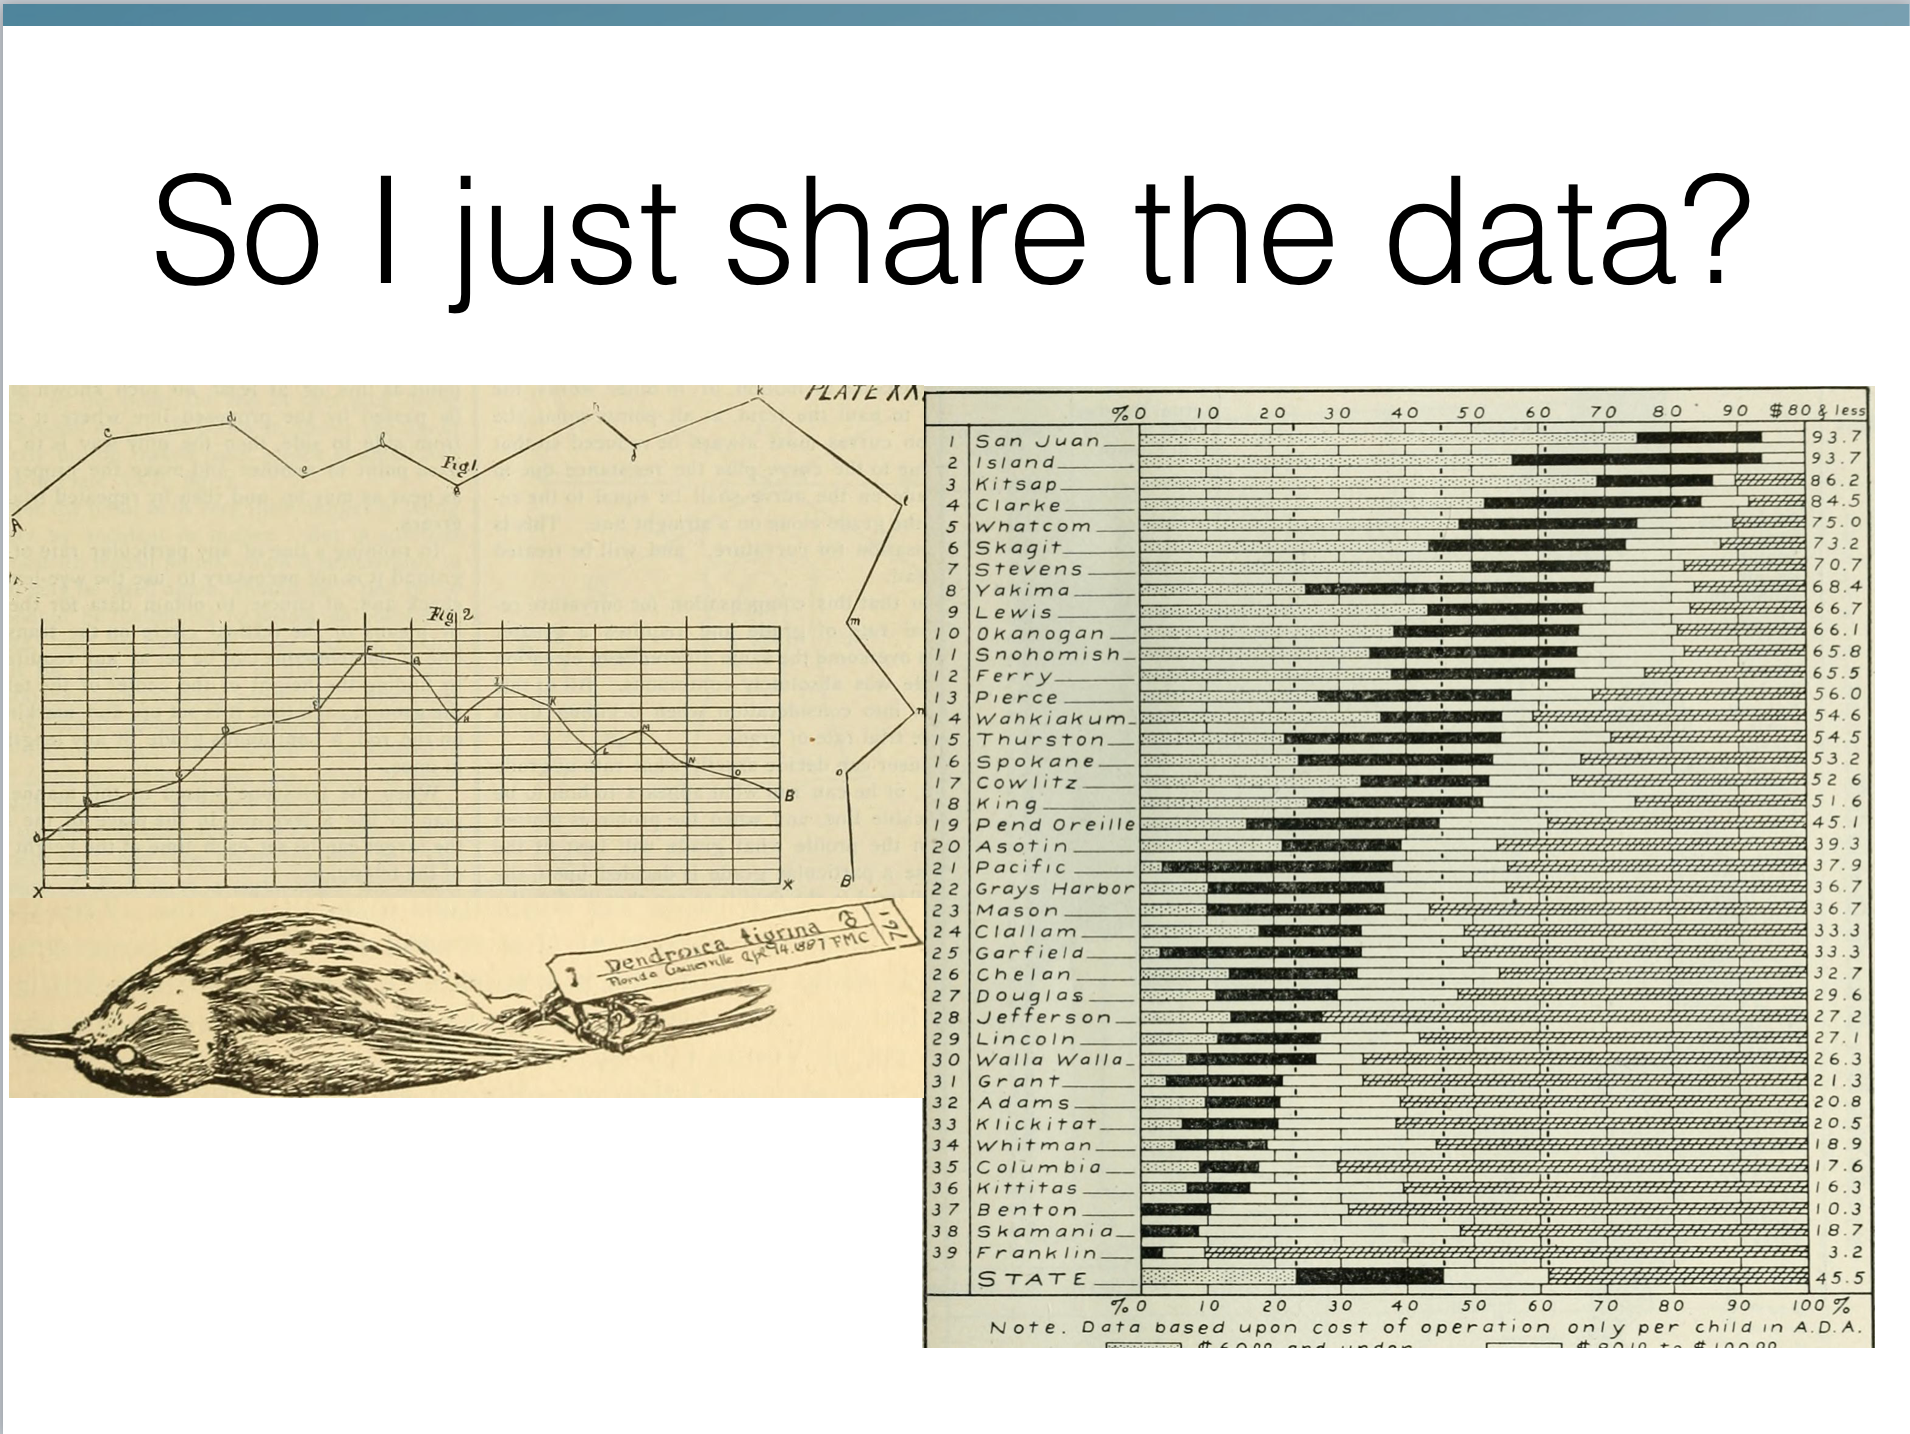 So I just share the data?
PLATE XX
Fig 1.
Fig. 2
Dendroica tigrina ♂
Florida Gainesville Apr 14.1887 FMC
% 0 10 20 30 40 50 60 70 80 90 $80 & less
1 San Juan 93.7
2 Island 93.7
3 Kitsap 86.2
4 Clarke 84.5
5 Whatcom 75.0
6 Skagit 73.2
7 Stevens 70.7
8 Yakima 68.4
9 Lewis 66.7
10 Okanogan 66.1
11 Snohomish 65.8
12 Ferry 65.5
13 Pierce 56.0
14 Wahkiakum 54.6
15 Thurston 54.5
16 Spokane 53.2
17 Cowlitz 52.6
18 King 51.6
19 Pend Oreille 45.1
20 Asotin 39.3
21 Pacific 37.9
22 Grays Harbor 36.7
23 Mason 36.7
24 Clallam 33.3
25 Garfield 33.3
26 Chelan 32.7
27 Douglas 29.6
28 Jefferson 27.2
29 Lincoln 27.1
30 Walla Walla 26.3
31 Grant 21.3
32 Adams 20.8
33 Klickitat 20.5
34 Whitman 18.9
35 Columbia 17.6
36 Kittitas 16.3
37 Benton 10.3
38 Skamania 18.7
39 Franklin 3.2
STATE 45.5
% 0 10 20 30 40 50 60 70 80 90 100 %
Note. Data based upon cost of operation only per child in A.D.A.